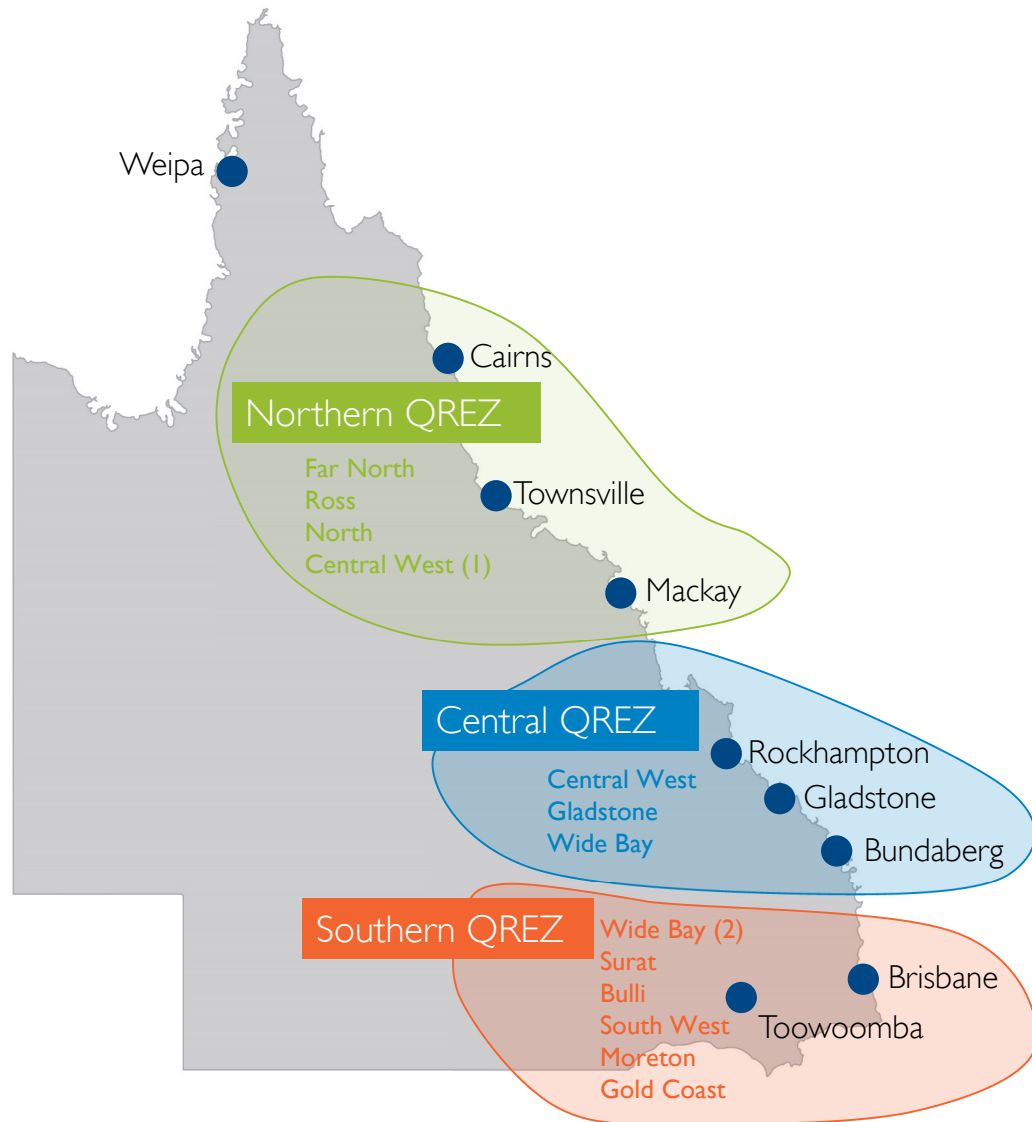 Weipa
Cairns
Northern QREZ
Far North
Ross
North
Central West (1)
Townsville
Mackay
Central QREZ
Central West
Gladstone
Wide Bay
Rockhampton
Gladstone
Bundaberg
Southern QREZ
Wide Bay (2)
Surat
Bulli
South West
Moreton
Gold Coast
Brisbane
Toowoomba